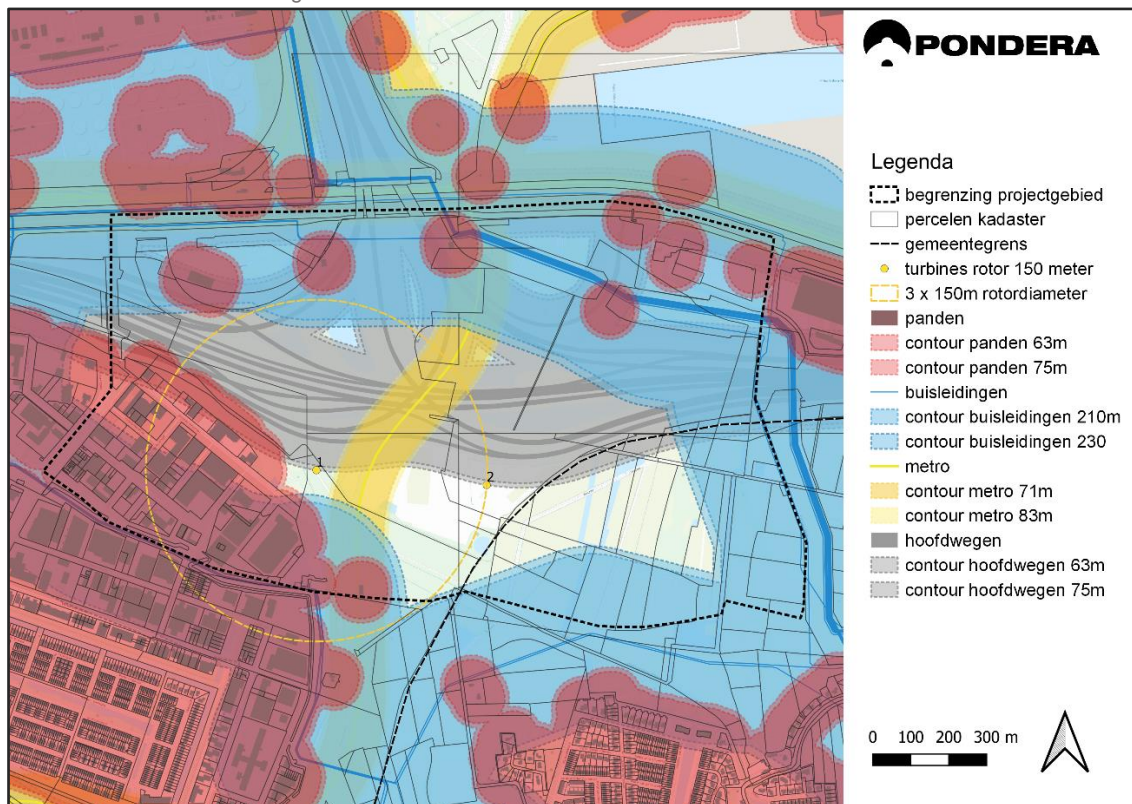 PONDERA
Legenda
begrenzing projectgebied
percelen kadaster
gemeentegrens
turbines rotor 150 meter
3 x 150m rotordiameter
panden
contour panden 63m
contour panden 75m
buisleidingen
contour buisleidingen 210m
contour buisleidingen 230
metro
contour metro 71m
contour metro 83m
hoofdwegen
contour hoofdwegen 63m
contour hoofdwegen 75m
1
2
0 100 200 300 m